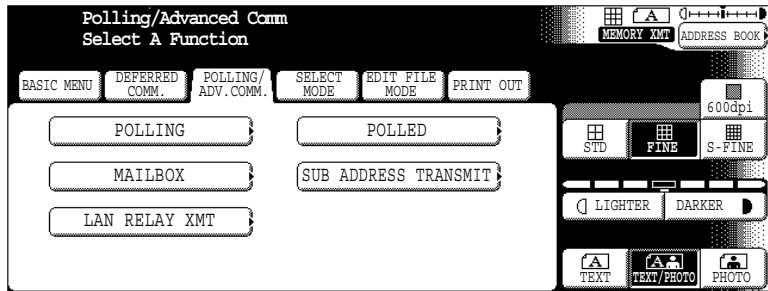 Polling/Advanced Comm
Select A Function
A
MEMORY XMT
ADDRESS BOOK
BASIC MENU
DEFERRED
COMM.
POLLING/
ADV.COMM.
SELECT
MODE
EDIT FILE
MODE
PRINT OUT
600dpi
POLLING
POLLED
STD
FINE
S-FINE
MAILBOX
SUB ADDRESS TRANSMIT
LIGHTER
DARKER
LAN RELAY XMT
A
TEXT
A
TEXT/PHOTO
PHOTO